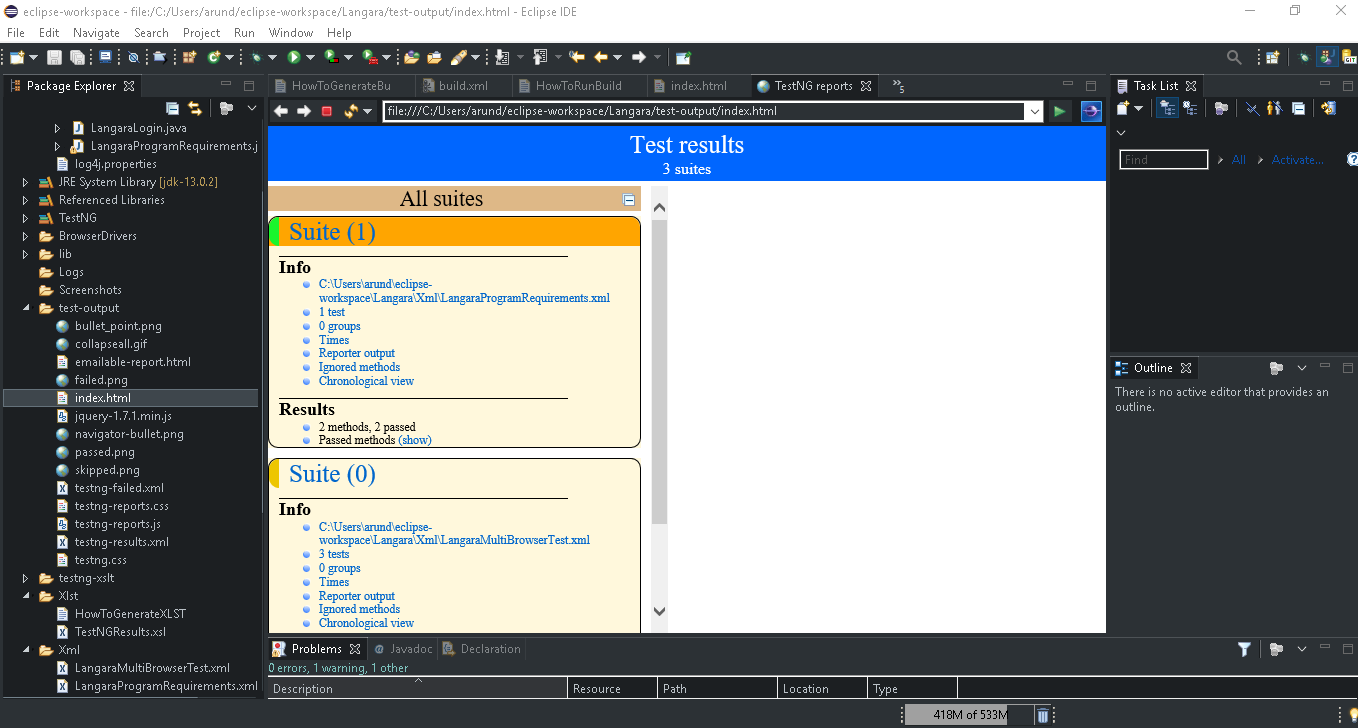 eclipse-workspace - file:/C:/Users/arund/eclipse-workspace/Langara/test-output/index.html - Eclipse IDE
File Edit Navigate Search Project Run Window Help
Package Explorer
LangaraLogin.java
LangaraProgramRequirements.j
log4j.properties
JRE System Library [jdk-13.0.2]
Referenced Libraries
TestNG
BrowserDrivers
lib
Logs
Screenshots
test-output
bullet_point.png
collapseall.gif
emailable-report.html
failed.png
index.html
jquery-1.7.1.min.js
navigator-bullet.png
passed.png
skipped.png
testng-failed.xml
testng-reports.css
testng-reports.js
testng-results.xml
testng.css
testng-xslt
Xlst
HowToGenerateXLST
TestNGResults.xsl
Xml
LangaraMultiBrowserTest.xml
LangaraProgramRequirements.xml
HowToGenerateBu build.xml HowToRunBuild index.html TestNG reports »5
file:///C:/Users/arund/eclipse-workspace/Langara/test-output/index.html
Test results
3 suites
All suites
Suite (1)
Info
C:\Users\arund\eclipse-
workspace\Langara\Xml\LangaraProgramRequirements.xml
1 test
0 groups
Times
Reporter output
Ignored methods
Chronological view
Results
2 methods, 2 passed
Passed methods (show)
Suite (0)
Info
C:\Users\arund\eclipse-
workspace\Langara\Xml\LangaraMultiBrowserTest.xml
3 tests
0 groups
Times
Reporter output
Ignored methods
Chronological view
Task List
Find All Activate...
Outline
There is no active editor that provides an
outline.
Problems Javadoc Declaration
0 errors, 1 warning, 1 other
Description Resource Path Location Type
418M of 533M